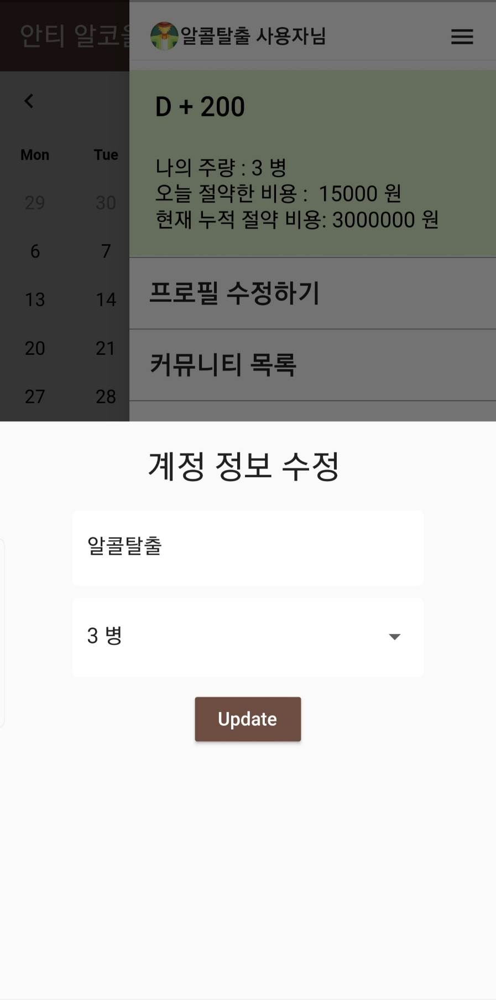 안티 알코
알콜탈출 사용자님
D + 200
Mon Tue
나의 주량 : 3 병
오늘 절약한 비용 : 15000 원
현재 누적 절약 비용: 3000000 원
29 30
6 7
13 14
20 21
27 28
프로필 수정하기
커뮤니티 목록
계정 정보 수정
알콜탈출
3 병
Update